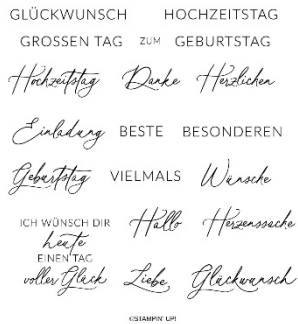 GLÜCKWUNSCH HOCHZEITSTAG
GROSSEN TAG ZUM GEBURTSTAG
Hochzeitstag Danke Herzlichen
Einladung BESTE BESONDEREN
Geburtstag VIELMALS Wünsche
ICH WÜNSCH DIR
heute
EINEN TAG
voller Glück
Hallo Herzenssache
Liebe Glückwunsch
©STAMPIN' UP!